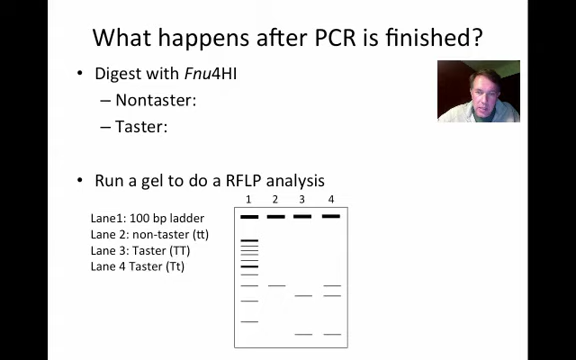 What happens after PCR is finished?
• Digest with Fnu4HI
– Nontaster:
– Taster:
• Run a gel to do a RFLP analysis
1 2 3 4
Lane1: 100 bp ladder
Lane 2: non-taster (tt)
Lane 3: Taster (TT)
Lane 4 Taster (Tt)